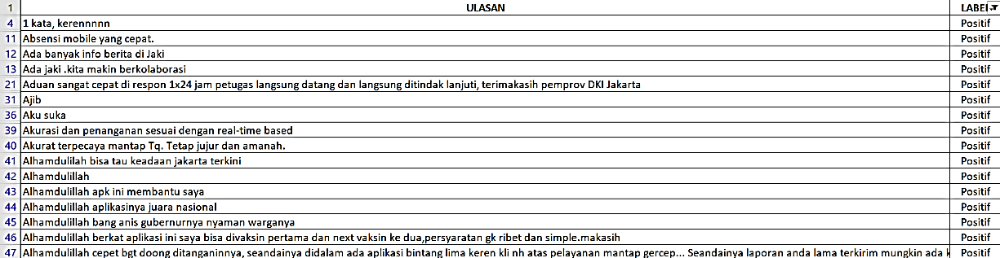 1 ULASAN LABEL
4 1 kata, kerennnnn Positif
11 Absensi mobile yang cepat. Positif
12 Ada banyak info berita di Jaki Positif
13 Ada jaki .kita makin berkolaborasi Positif
21 Aduan sangat cepat di respon 1x24 jam petugas langsung datang dan langsung ditindak lanjuti, terimakasih pemprov DKI Jakarta Positif
31 Ajib Positif
36 Aku suka Positif
39 Akurasi dan penanganan sesuai dengan real-time based Positif
40 Akurat terpecaya mantap Tq. Tetap jujur dan amanah. Positif
41 Alhamdulilah bisa tau keadaan jakarta terkini Positif
42 Alhamdulillah Positif
43 Alhamdulillah apk ini membantu saya Positif
44 Alhamdulillah aplikasinya juara nasional Positif
45 Alhamdulillah bang anis gubernurnya nyaman warganya Positif
46 Alhamdulillah berkat aplikasi ini saya bisa divaksin pertama dan next vaksin ke dua,persyaratan gk ribet dan simple.makasih Positif
47 Alhamdulillah cepet bgt doong ditanganinnya, seandainya didalam ada aplikasi bintang lima keren kli nh atas pelayanan mantap gercep... Seandainya laporan anda lama terkirim mungkin ada Positif